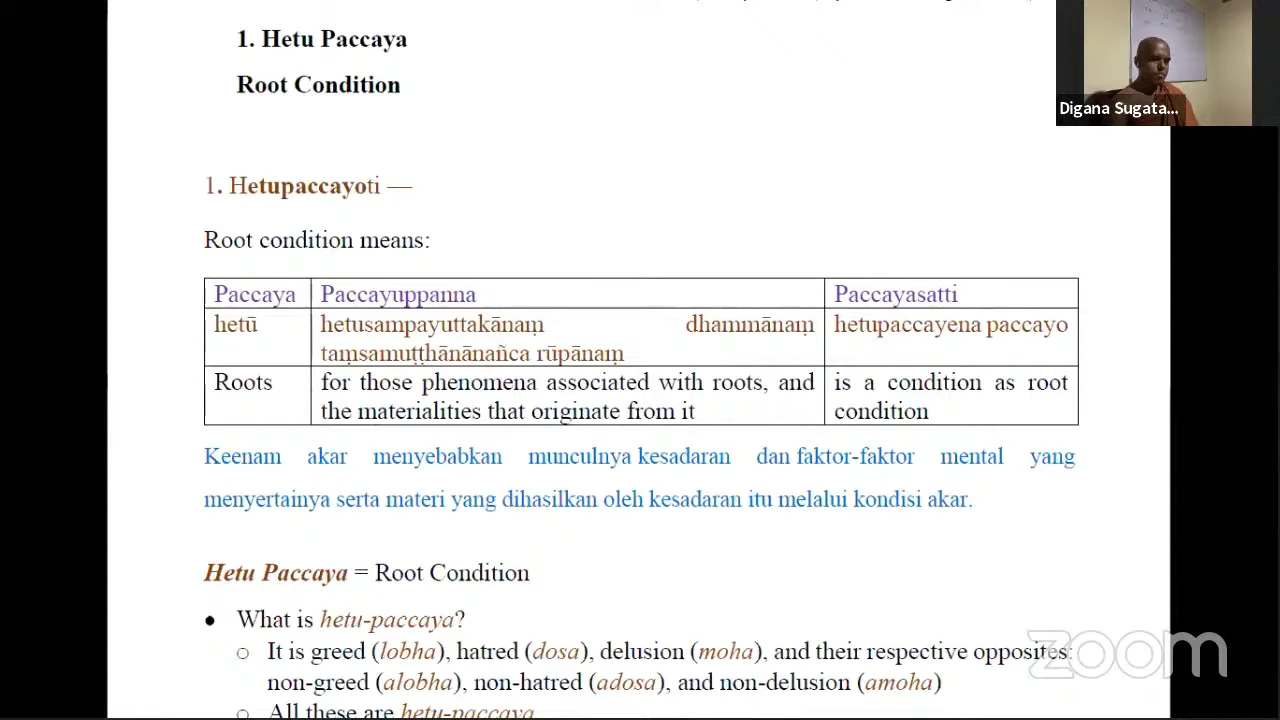 1. Hetu Paccaya
Root Condition
Digana Sugata...
1. Hetupaccayoti —
Root condition means:
Paccaya Paccayuppanna Paccayasatti
hetū hetusampayuttakānaṃ dhammānaṃ hetupaccayena paccayo
taṃsamuṭṭhānānañca rūpānaṃ
Roots for those phenomena associated with roots, and is a condition as root
the materialities that originate from it condition
Keenam akar menyebabkan munculnya kesadaran dan faktor-faktor mental yang
menyertainya serta materi yang dihasilkan oleh kesadaran itu melalui kondisi akar.
Hetu Paccaya = Root Condition
● What is hetu-paccaya?
○ It is greed (lobha), hatred (dosa), delusion (moha), and their respective opposites:
non-greed (alobha), non-hatred (adosa), and non-delusion (amoha)
○ All these are hetu-paccaya
zoom